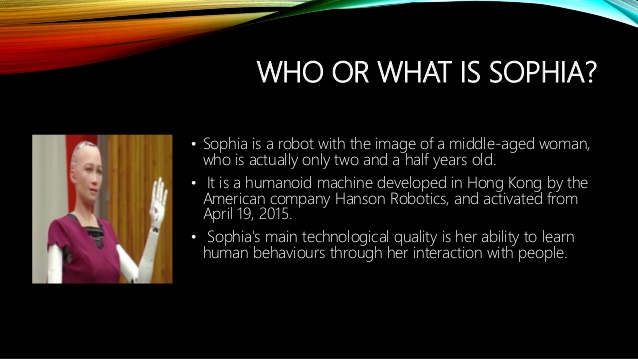 WHO OR WHAT IS SOPHIA?
• Sophia is a robot with the image of a middle-aged woman,
who is actually only two and a half years old.
• It is a humanoid machine developed in Hong Kong by the
American company Hanson Robotics, and activated from
April 19, 2015.
• Sophia's main technological quality is her ability to learn
human behaviours through her interaction with people.